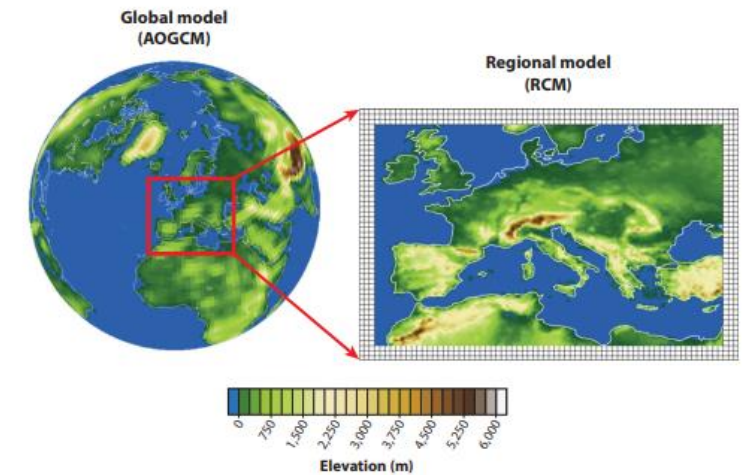 Global model
(AOGCM)
Regional model
(RCM)
0
750
1,500
2,250
3,000
3,750
4,500
5,250
6,000
Elevation (m)